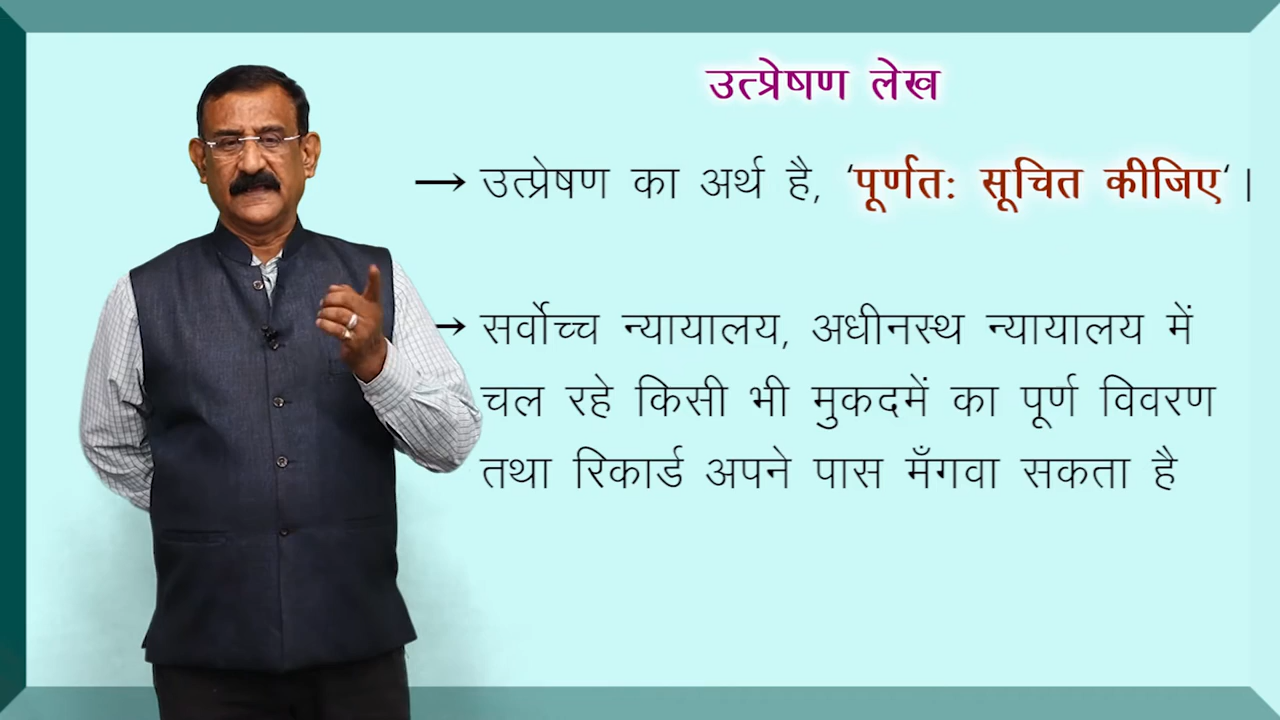 उत्प्रेषण लेख
→ उत्प्रेषण का अर्थ है, ‘पूर्णत: सूचित कीजिए‘।
→ सर्वोच्च न्यायालय, अधीनस्थ न्यायालय में
चल रहे किसी भी मुकदमें का पूर्ण विवरण
तथा रिकार्ड अपने पास मँगवा सकता है